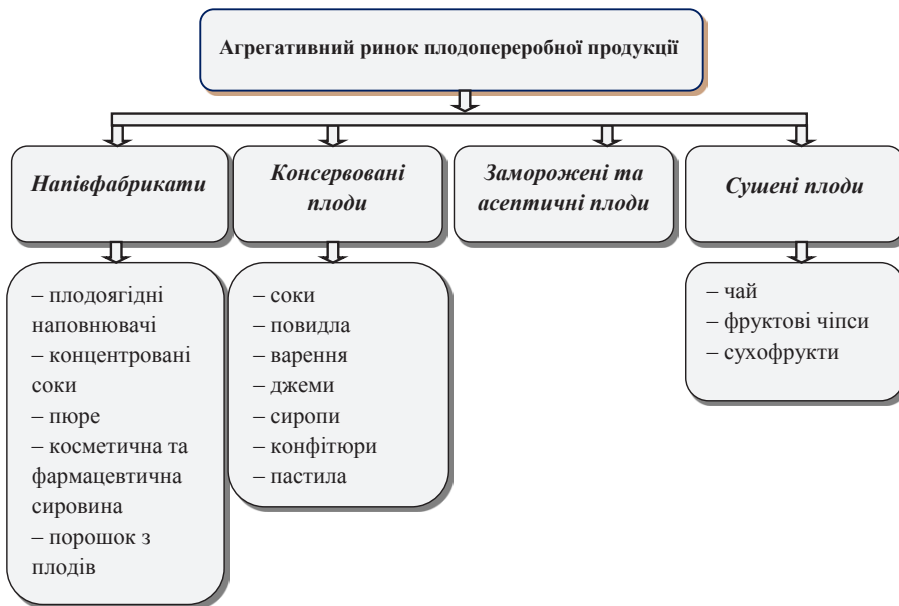 Агрегативний ринок плодопереробної продукції
Напівфабрикати
Консервовані
плоди
Заморожені та
асептичні плоди
Сушені плоди
– плодоягідні
наповнювачі
– концентровані
соки
– пюре
– косметична та
фармацевтична
сировина
– порошок з
плодів
– соки
– повидла
– варення
– джеми
– сиропи
– конфітюри
– пастила
– чай
– фруктові чіпси
– сухофрукти